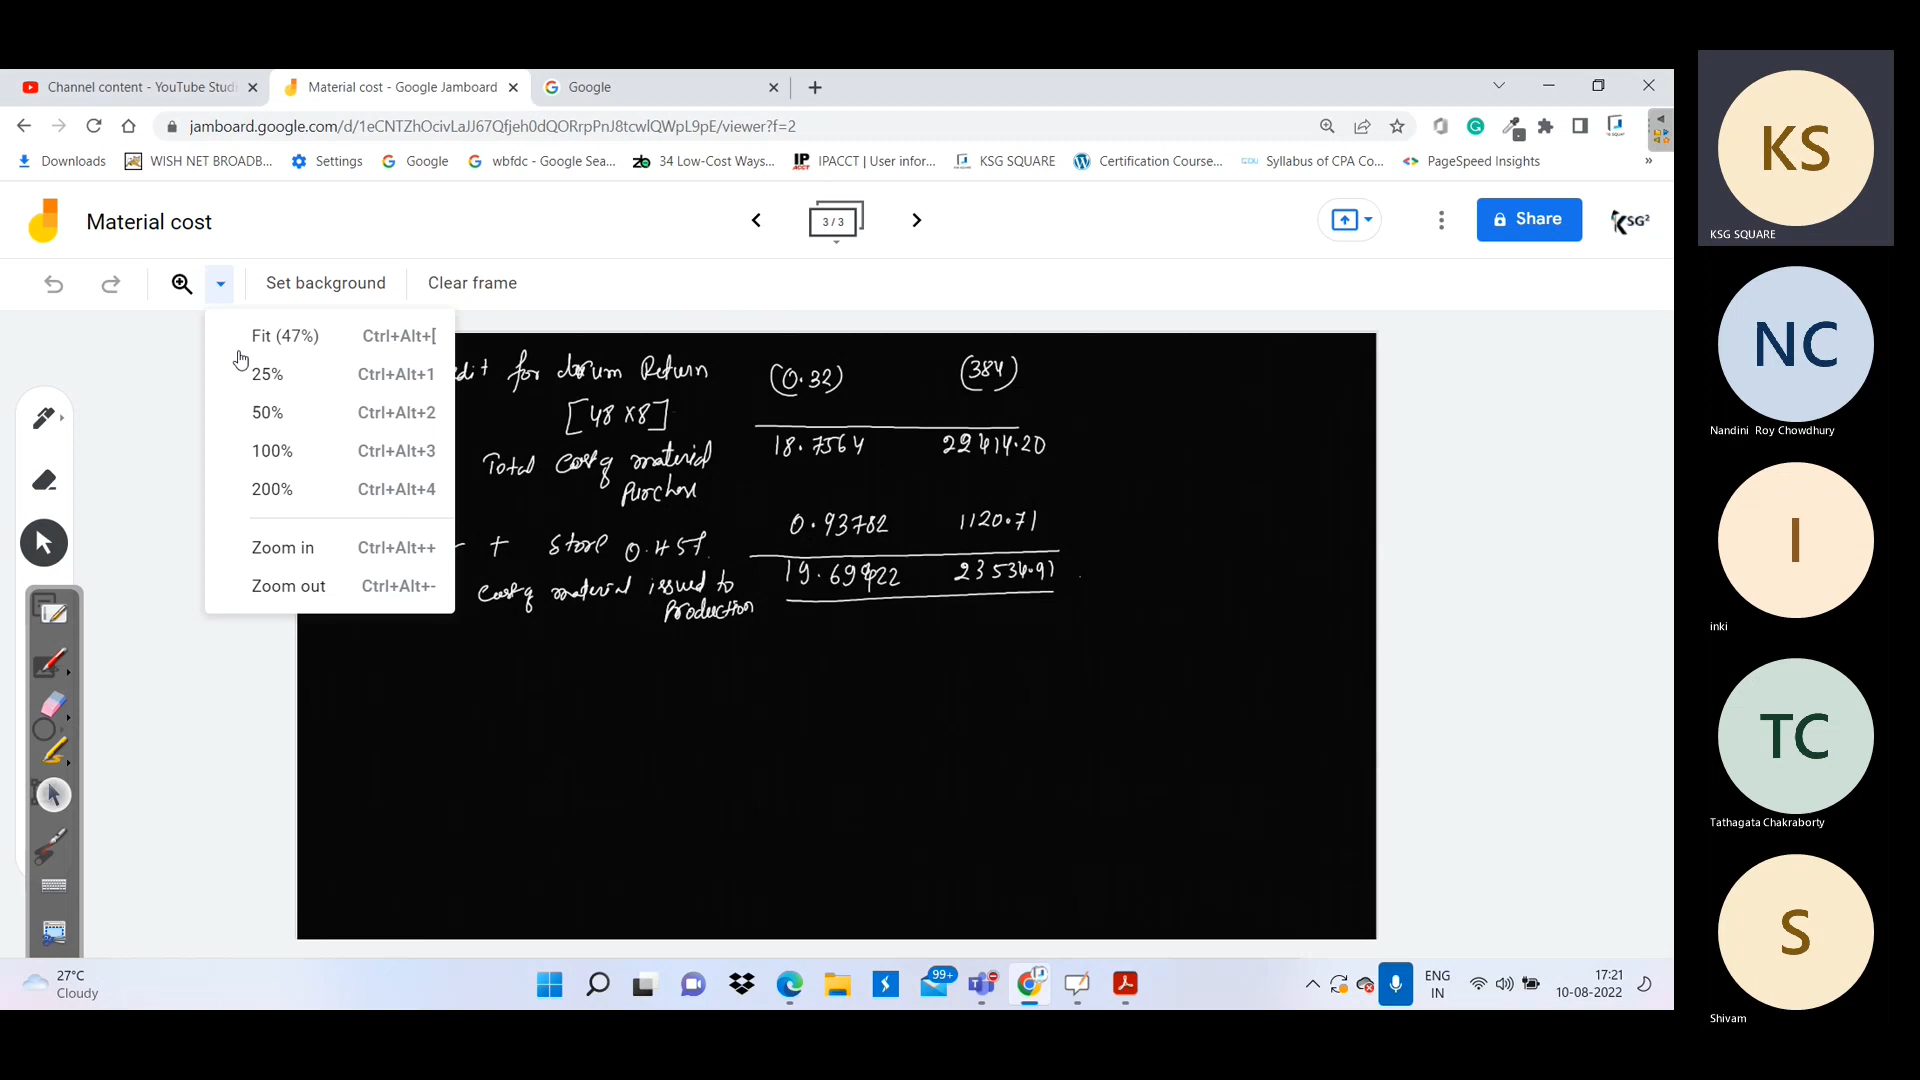 Channel content - YouTube Studi
Material cost - Google Jamboard
Google
jamboard.google.com/d/1eCNTZhOcivLaJJ67Qfjeh0dQORrpPnJ8tcwlQWpL9pE/viewer?f=2
Downloads
WISH NET BROADB...
Settings
Google
wbfdc - Google Sea...
34 Low-Cost Ways...
IPACCT | User infor...
KSG SQUARE
Certification Course...
Syllabus of CPA Co...
PageSpeed Insights
»
Material cost
3 / 3
Share
KSG²
Set background
Clear frame
Fit (47%) Ctrl+Alt+[
25% Ctrl+Alt+1
50% Ctrl+Alt+2
100% Ctrl+Alt+3
200% Ctrl+Alt+4
Zoom in Ctrl+Alt++
Zoom out Ctrl+Alt+-
edit for drum Return (0.32) (384)
[48 x 8]
Total Cost of material 18.7564 22414.20
Purchase
+ Store 0.93782 1120.71
Cost of material issued to 19.69422 23534.91
Production
27°C
Cloudy
99+
ENG
IN
17:21
10-08-2022
KS
KSG SQUARE
NC
Nandini Roy Chowdhury
I
inki
TC
Tathagata Chakraborty
S
Shivam